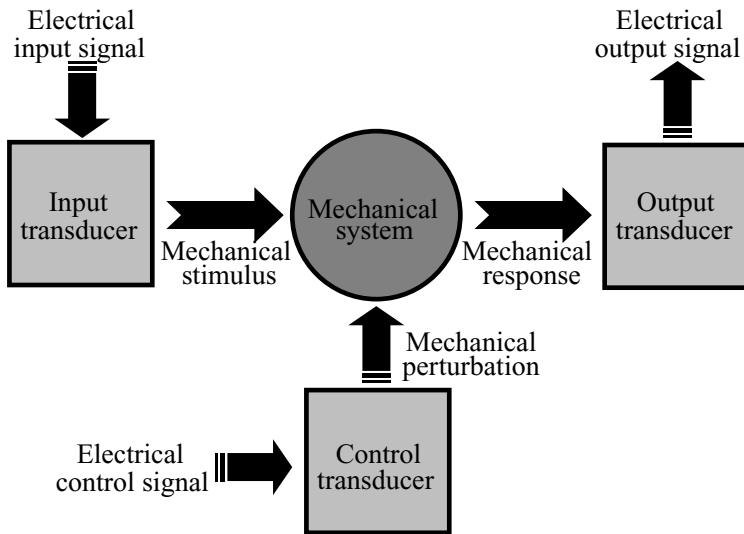 Electrical
input signal
Electrical
output signal
Input
transducer
Mechanical
stimulus
Mechanical
system
Mechanical
response
Output
transducer
Mechanical
perturbation
Electrical
control signal
Control
transducer